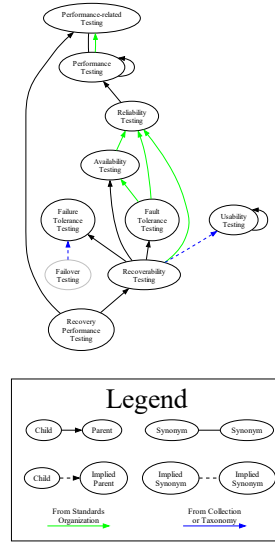 Performance-related
Testing
Performance
Testing
Reliability
Testing
Availability
Testing
Failure
Tolerance
Testing
Fault
Tolerance
Testing
Usability
Testing
Failover
Testing
Recoverability
Testing
Recovery
Performance
Testing
Legend
Child
Parent
Synonym
Synonym
Child
Implied
Parent
Implied
Synonym
Implied
Synonym
From Standards
Organization
From Collection
or Taxonomy